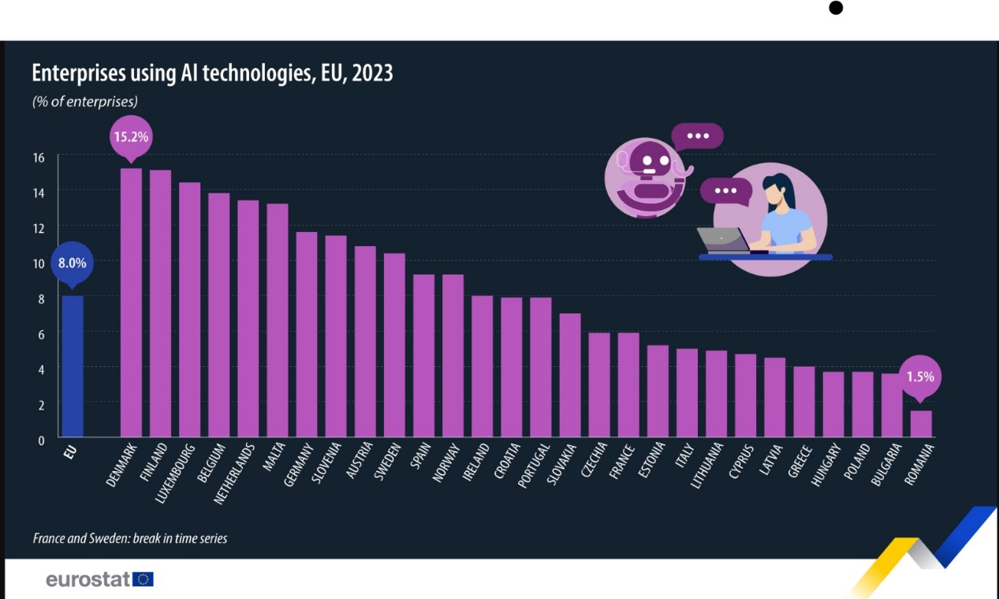 Enterprises using AI technologies, EU, 2023
(% of enterprises)
15.2%
16
14
12
10
8
6
4
2
0
8.0%
1.5%
EU
DENMARK
FINLAND
LUXEMBOURG
BELGIUM
NETHERLANDS
MALTA
GERMANY
SLOVENIA
AUSTRIA
SWEDEN
SPAIN
NORWAY
IRELAND
CROATIA
PORTUGAL
SLOVAKIA
CZECHIA
FRANCE
ESTONIA
ITALY
LITHUANIA
CYPRUS
LATVIA
GREECE
HUNGARY
POLAND
BULGARIA
ROMANIA
France and Sweden: break in time series
eurostat